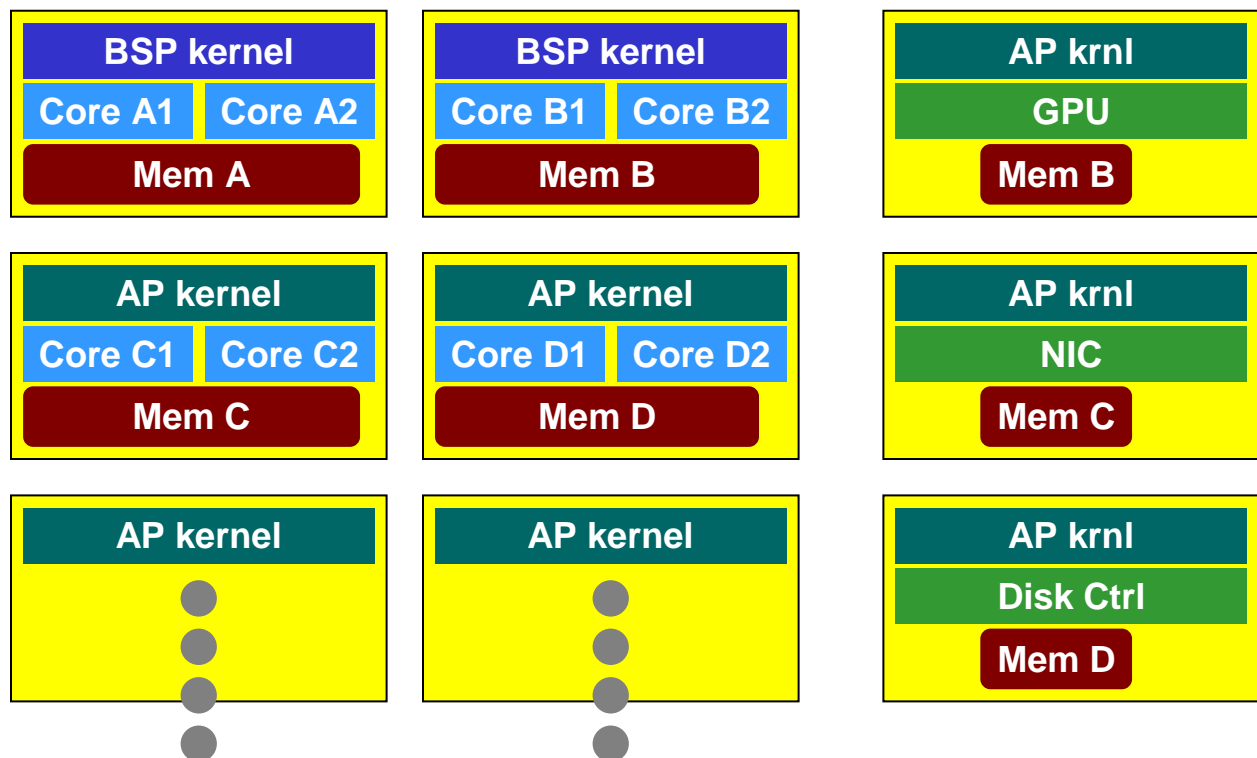 BSP kernel
Core A1 Core A2
Mem A
BSP kernel
Core B1 Core B2
Mem B
AP krnl
GPU
Mem B
AP kernel
Core C1 Core C2
Mem C
AP kernel
Core D1 Core D2
Mem D
AP krnl
NIC
Mem C
AP kernel
AP kernel
AP krnl
Disk Ctrl
Mem D